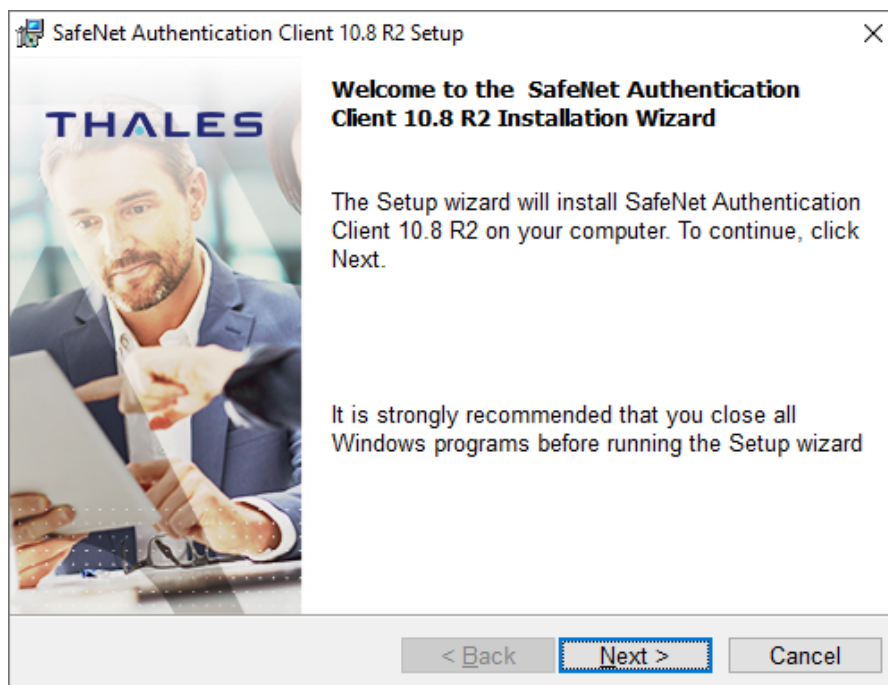 SafeNet Authentication Client 10.8 R2 Setup
THALES
Welcome to the SafeNet Authentication
Client 10.8 R2 Installation Wizard
The Setup wizard will install SafeNet Authentication
Client 10.8 R2 on your computer. To continue, click
Next.
It is strongly recommended that you close all
Windows programs before running the Setup wizard
< Back
Next >
Cancel